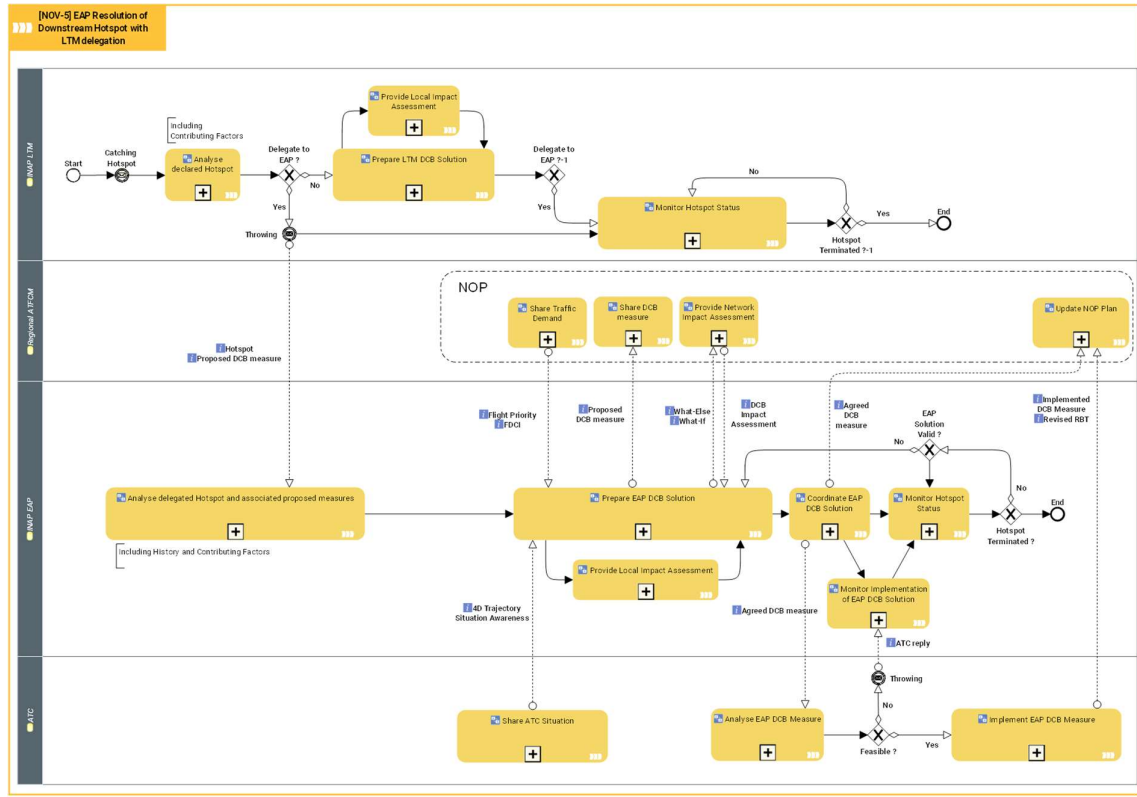 [NOV-5] EAP Resolution of
Downstream Hotspot with
LTM delegation
INAP LTM
Start
Catching
Hotspot
Including
Contributing Factors
Analyse
declared Hotspot
Delegate to
EAP ?
No
Yes
Throwing
Provide Local Impact
Assessment
Prepare LTM DCB Solution
Delegate to
EAP ?-1
Yes
Monitor Hotspot Status
No
Hotspot
Terminated ?-1
Yes
End
Regional ATFCM
NOP
Share Traffic
Demand
Share DCB
measure
Provide Network
Impact Assessment
Update NOP Plan
Hotspot
Proposed DCB measure
INAP EAP
Flight Priority
FDCI
Proposed
DCB measure
What-Else
What-If
DCB
Impact
Assessment
Agreed
DCB
measure
Implemented
DCB Measure
Revised RBT
EAP
Solution
Valid ?
No
No
Analyse delegated Hotspot and associated proposed measures
Including History and Contributing Factors
Prepare EAP DCB Solution
Coordinate EAP
DCB Solution
Monitor Hotspot
Status
Hotspot
Terminated ?
End
Provide Local Impact Assessment
Monitor Implementation
of EAP DCB Solution
4D Trajectory
Situation Awareness
Agreed DCB measure
ATC reply
ATC
Throwing
Share ATC Situation
Analyse EAP DCB Measure
No
Feasible ?
Yes
Implement EAP DCB Measure